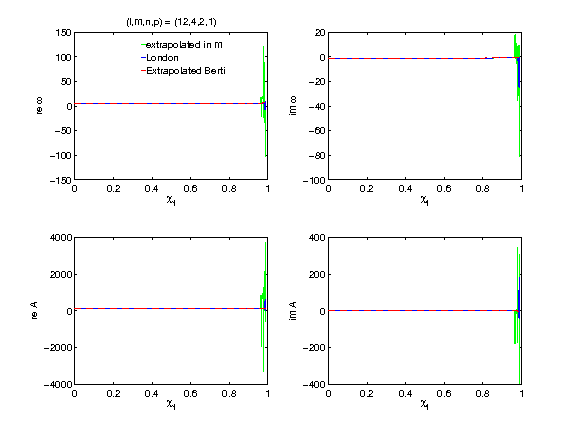 (l,m,n,p) = (12,4,2,1)
150
100
50
0
−50
−100
−150
re ω
0 0.2 0.4 0.6 0.8 1
χf
extrapolated in m
London
Extrapolated Berti
20
0
−20
−40
−60
−80
−100
im ω
0 0.2 0.4 0.6 0.8 1
χf
4000
2000
0
−2000
−4000
re A
0 0.2 0.4 0.6 0.8 1
χf
400
200
0
−200
−400
im A
0 0.2 0.4 0.6 0.8 1
χf